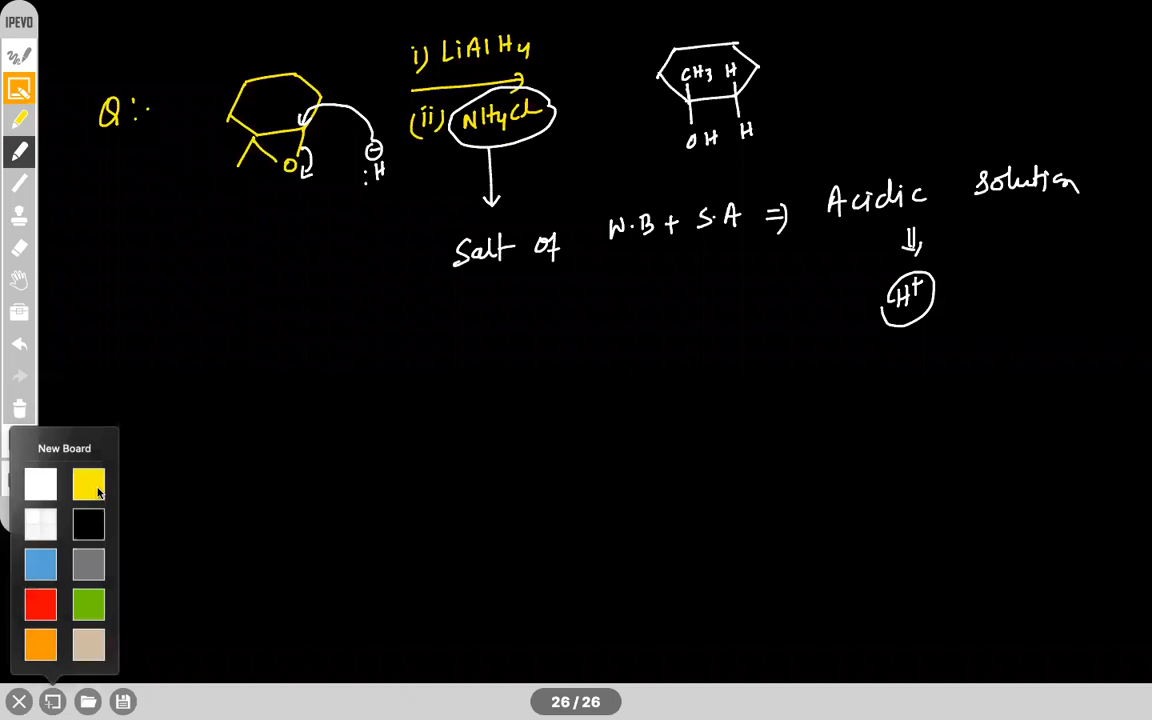 IPEVO
Q:-
i) LiAlH4
(ii) NH4Cl
O
:H
CH3 H
OH H
Salt of W.B + S.A => Acidic Solution
H+
New Board
26 / 26